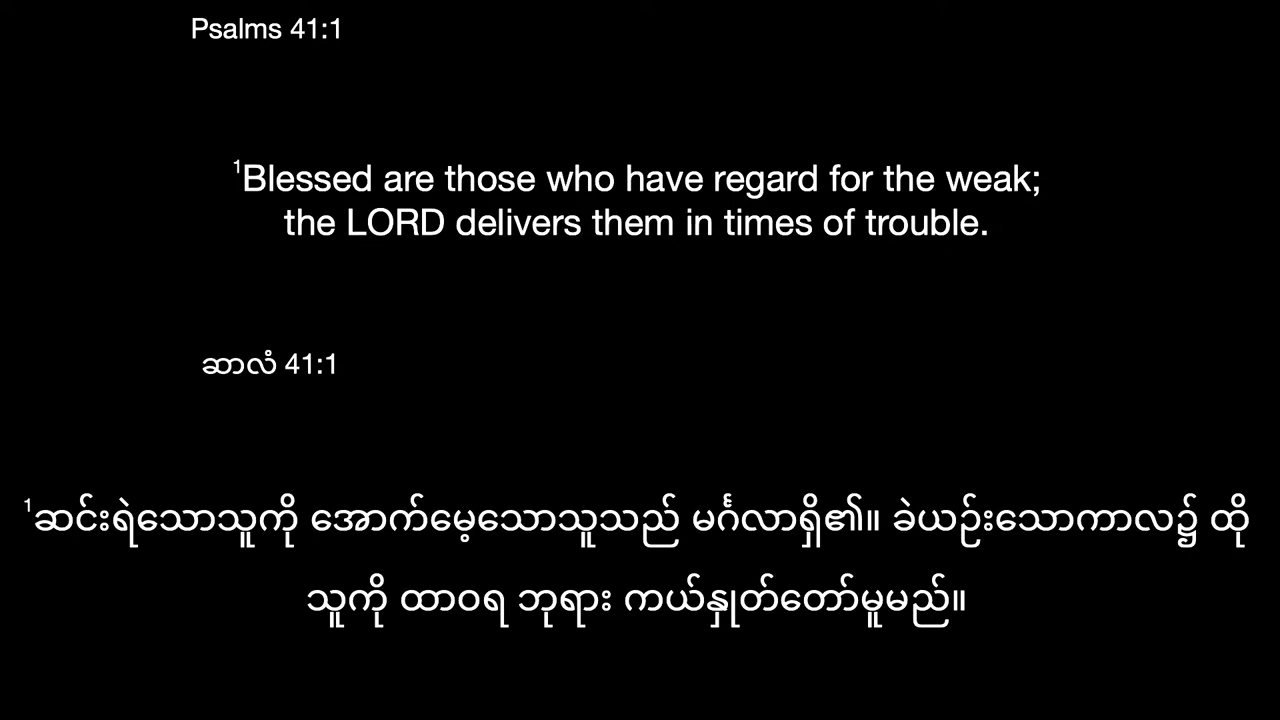 Psalms 41:1
¹Blessed are those who have regard for the weak;
the LORD delivers them in times of trouble.
ဆာလံ 41:1
¹ဆင်းရဲသောသူကို အောက်မေ့သောသူသည် မင်္ဂလာရှိ၏။ ခဲယဉ်းသောကာလ၌ ထို
သူကို ထာဝရ ဘုရား ကယ်နှုတ်တော်မူမည်။